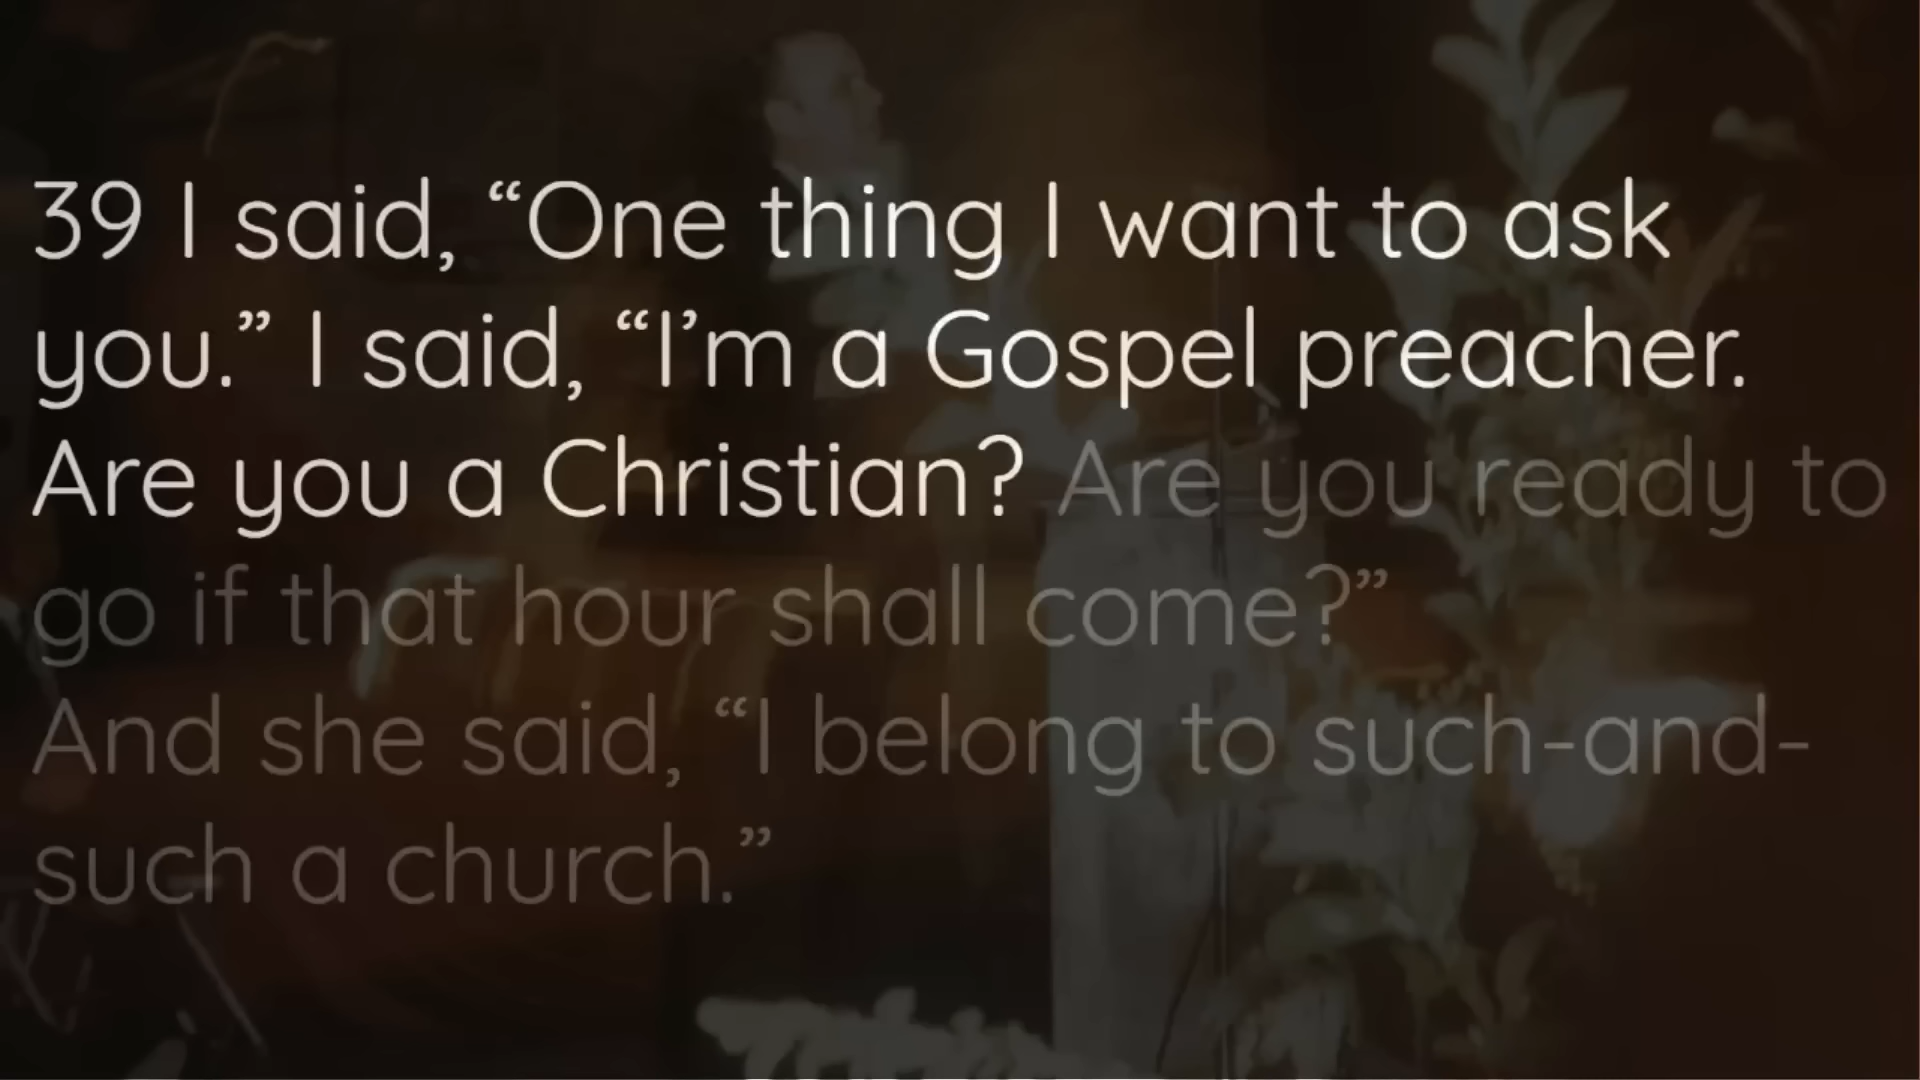 39 I said, “One thing I want to ask
you.” I said, “I’m a Gospel preacher.
Are you a Christian? Are you ready to
go if that hour shall come?”
And she said, “I belong to such-and-
such a church.”